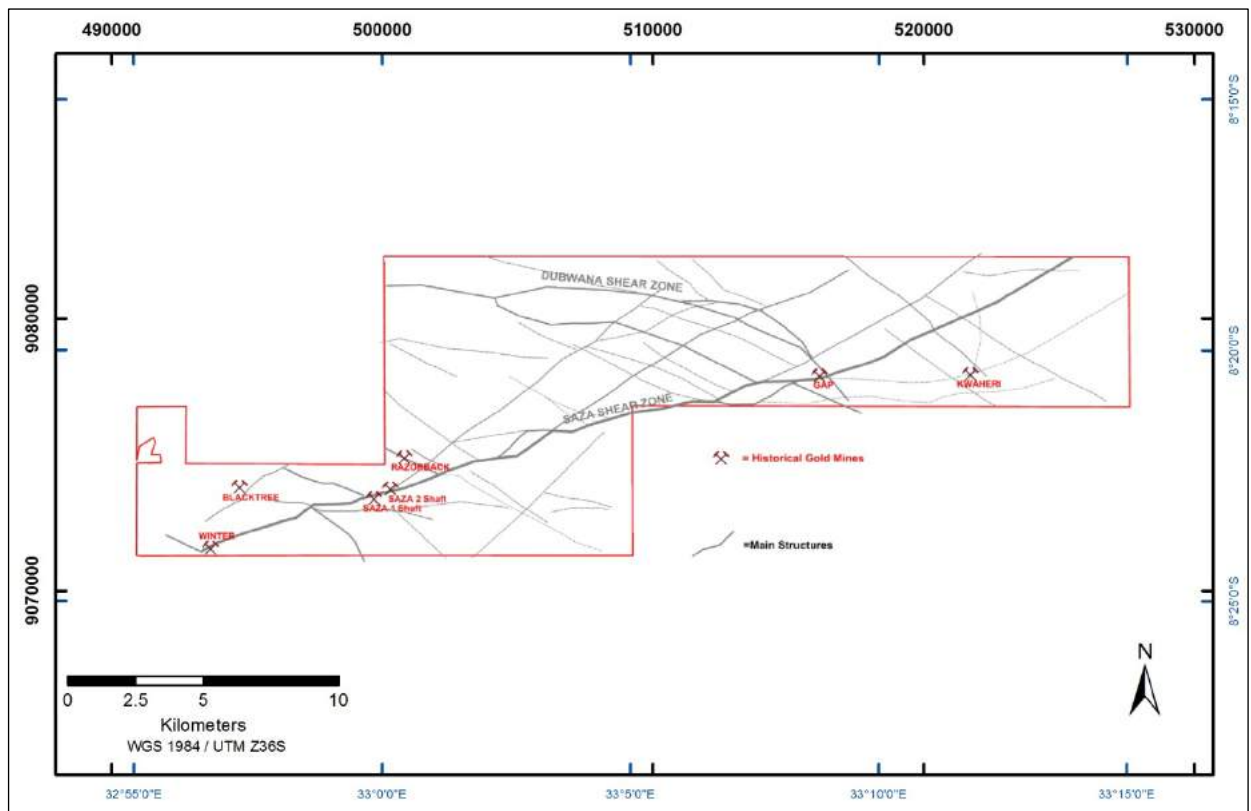 490000
500000
510000
520000
530000
8°15'0"S
DUBWANA SHEAR ZONE
9080000
8°20'0"S
GAP
KWAHERI
SAZA SHEAR ZONE
RAZORBACK
= Historical Gold Mines
BLACKTREE
SAZA 2 Shaft
SAZA 1 Shaft
WINTER
=Main Structures
9070000
8°25'0"S
N
0
2.5
5
10
Kilometers
WGS 1984 / UTM Z36S
32°55'0"E
33°0'0"E
33°5'0"E
33°10'0"E
33°15'0"E